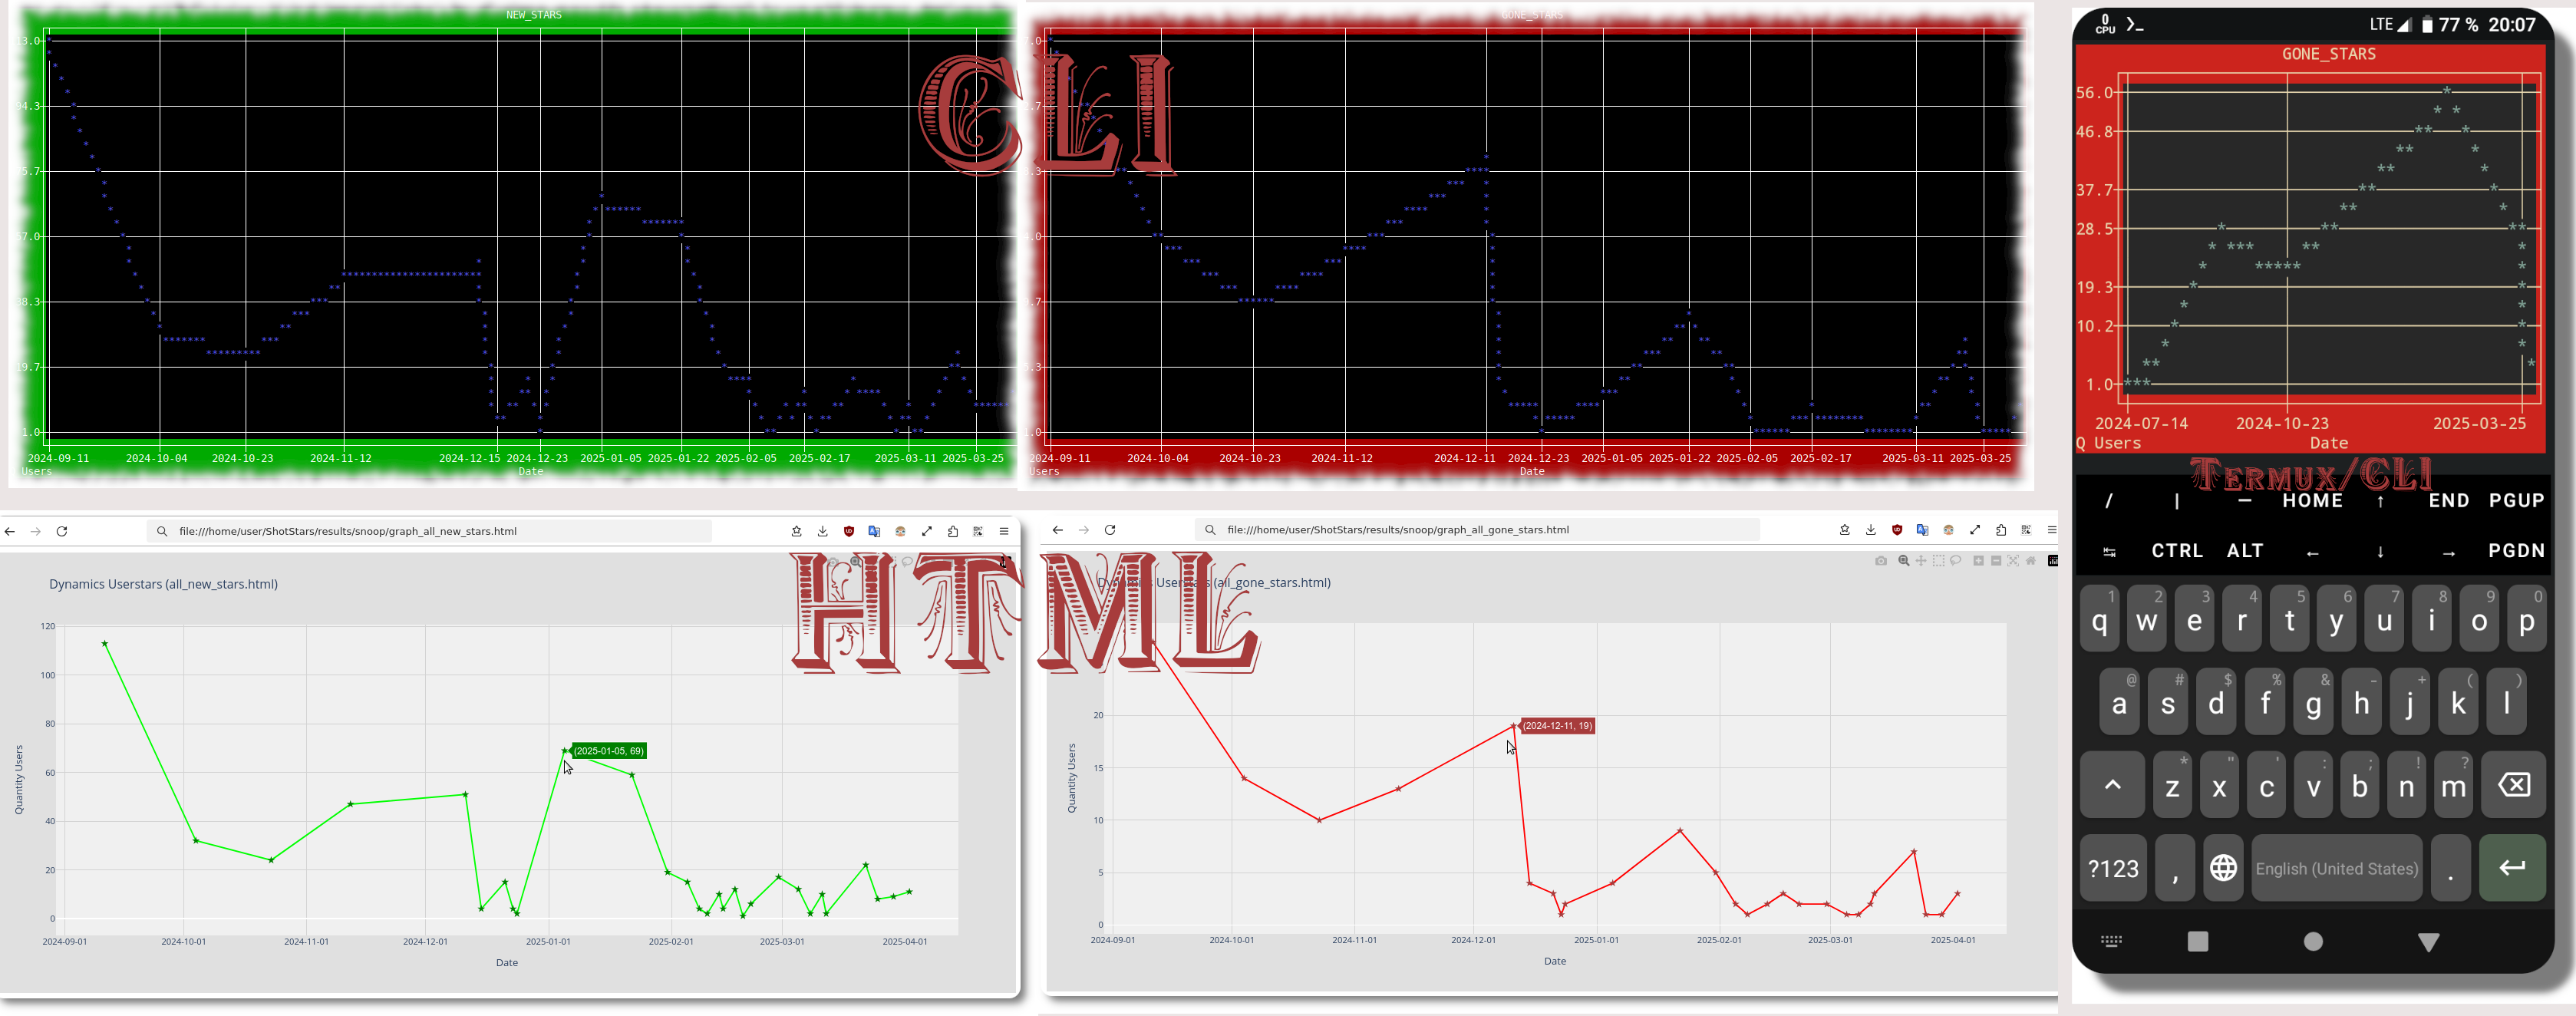 NEW_STARS
94.3
57.0
19.7
1.0
2024-09-11 2024-10-04 2024-10-23 2024-11-12 2024-12-15 2024-12-23 2025-01-05 2025-01-22 2025-02-05 2025-02-17 2025-03-11 2025-03-25
Users Date
GONE_STARS
2024-09-11 2024-10-04 2024-10-23 2024-11-12 2024-12-11 2024-12-23 2025-01-05 2025-01-22 2025-02-05 2025-02-17 2025-03-11 2025-03-25
Users Date
CLI
file:///home/user/ShotStars/results/snoop/graph_all_new_stars.html
Dynamics Userstars (all_new_stars.html)
120
100
80
60
40
20
0
Quantity Users
(2025-01-05, 69)
2024-09-01 2024-10-01 2024-11-01 2024-12-01 2025-01-01 2025-02-01 2025-03-01 2025-04-01
Date
HTML
file:///home/user/ShotStars/results/snoop/graph_all_gone_stars.html
Dynamics Userstars (all_gone_stars.html)
20
15
10
5
0
Quantity Users
(2024-12-11, 19)
2024-09-01 2024-10-01 2024-11-01 2024-12-01 2025-01-01 2025-02-01 2025-03-01 2025-04-01
Date
0
CPU
LTE 77 % 20:07
GONE_STARS
56.0
46.8
37.7
28.5
19.3
10.2
1.0
2024-07-14 2024-10-23 2025-03-25
Q Users Date
Termux/CLI
/ | — HOME ↑ END PGUP
↹ CTRL ALT ← ↓ → PGDN
1 2 3 4 5 6 7 8 9 0
q w e r t y u i o p
@ # $ % & - + ( )
a s d f g h j k l
* " ' : ; ! ?
z x c v b n m
?123 , English (United States) .